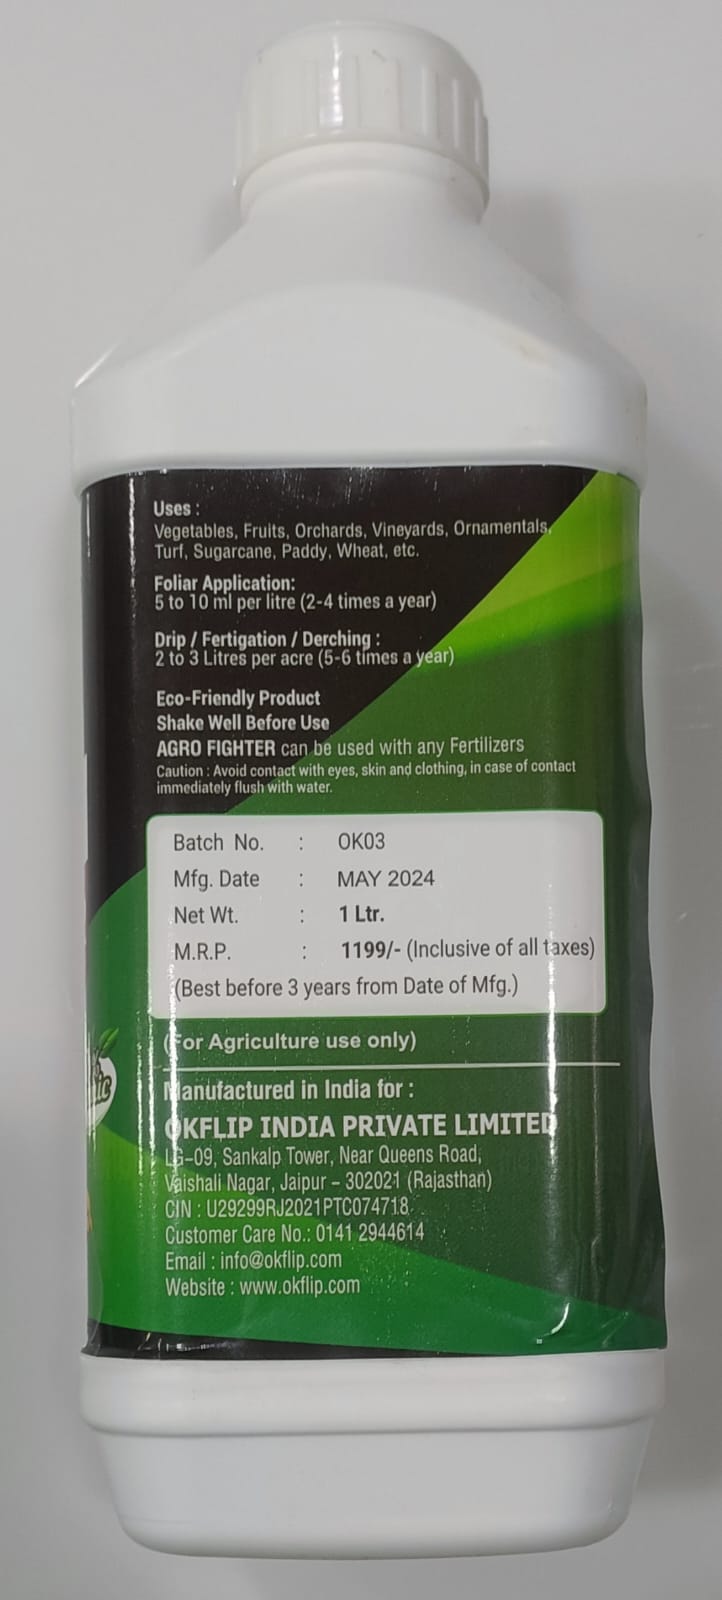 Uses :
Vegetables, Fruits, Orchards, Vineyards, Ornamentals,
Turf, Sugarcane, Paddy, Wheat, etc.
Foliar Application:
5 to 10 ml per litre (2-4 times a year)
Drip / Fertigation / Derching :
2 to 3 Litres per acre (5-6 times a year)
Eco-Friendly Product
Shake Well Before Use
AGRO FIGHTER can be used with any Fertilizers
Caution : Avoid contact with eyes, skin and clothing, in case of contact
immediately flush with water.
Batch No. : OK03
Mfg. Date : MAY 2024
Net Wt. : 1 Ltr.
M.R.P. : 1199/- (Inclusive of all taxes)
(Best before 3 years from Date of Mfg.)
(For Agriculture use only)
Manufactured in India for :
OKFLIP INDIA PRIVATE LIMITED
LG-09, Sankalp Tower, Near Queens Road,
Vaishali Nagar, Jaipur – 302021 (Rajasthan)
CIN : U29299RJ2021PTC074718
Customer Care No.: 0141 2944614
Email : info@okflip.com
Website : www.okflip.com